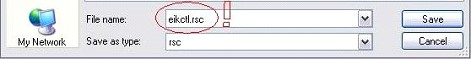 File name: eikctl.rsc Save
My Network Save as type: rsc Cancel